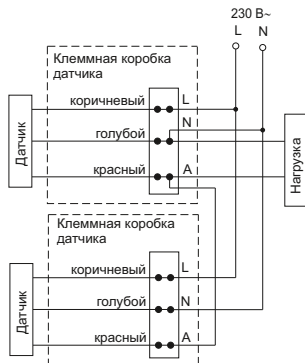 230 В~
L N
Клеммная коробка
датчика
коричневый L
N
голубой
красный A
Датчик
Нагрузка
Клеммная коробка
датчика
коричневый L
голубой N
красный A
Датчик